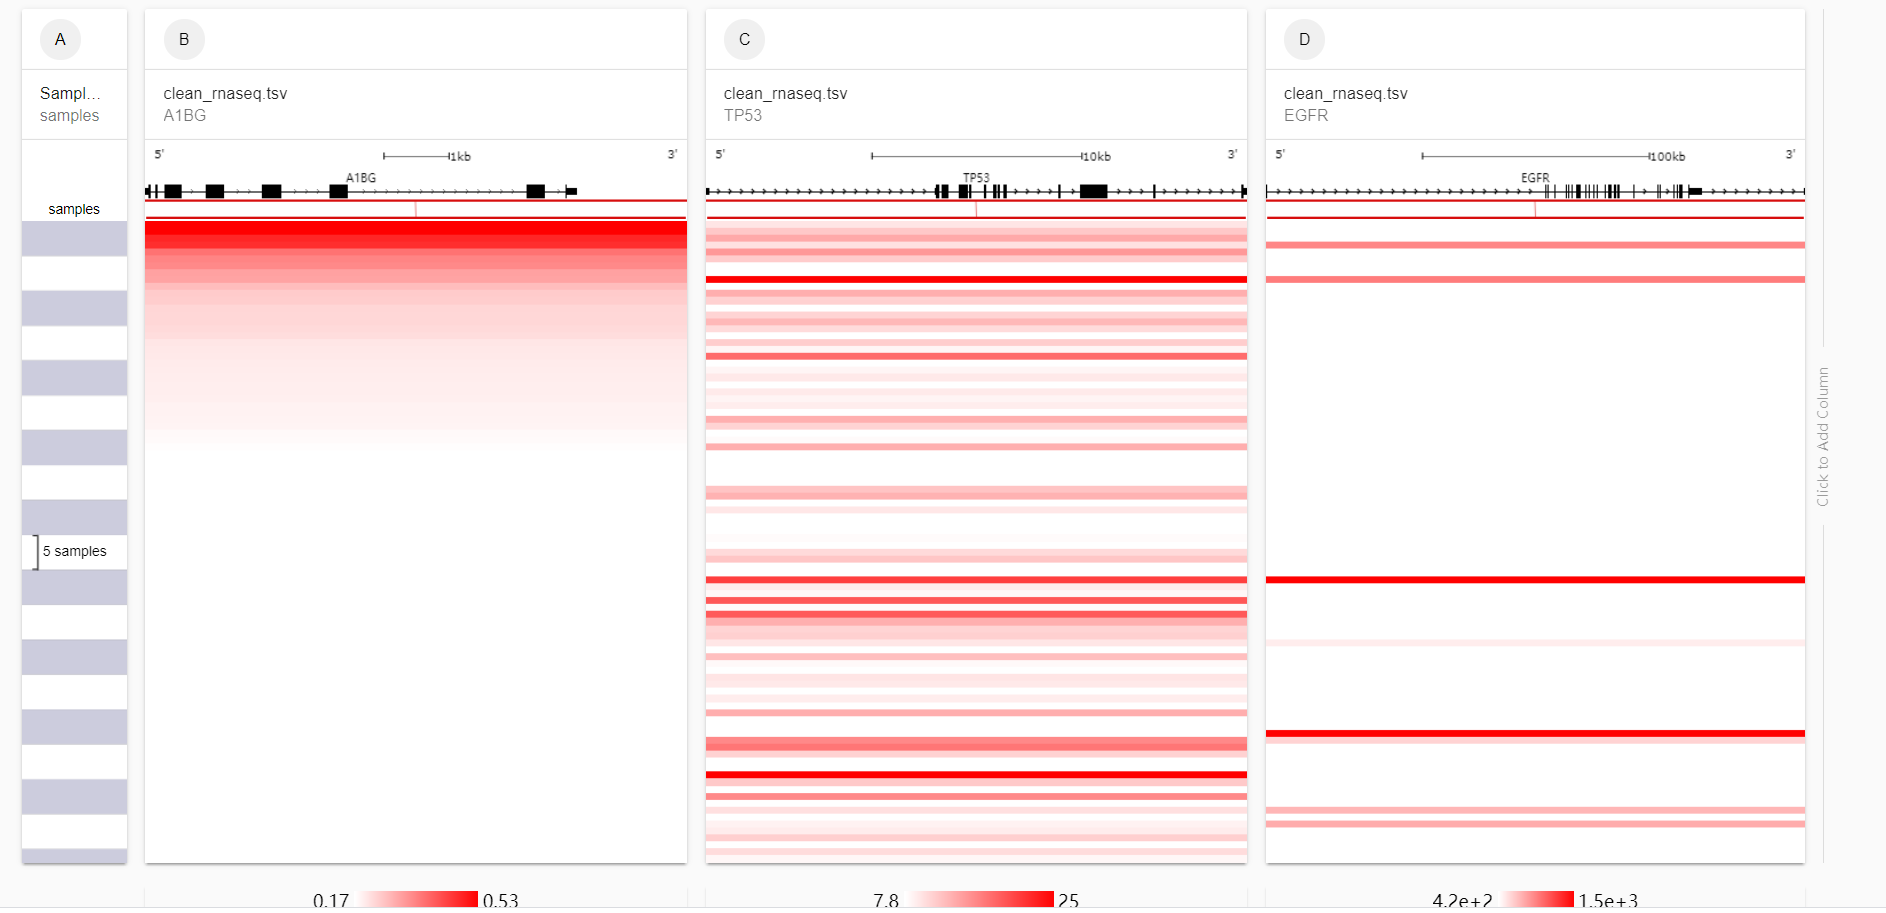 A
B
C
D
Sampl...
samples
clean_rnaseq.tsv
A1BG
clean_rnaseq.tsv
TP53
clean_rnaseq.tsv
EGFR
5' 1kb 3'
5' 10kb 3'
5' 100kb 3'
A1BG
TP53
EGFR
samples
5 samples
Click to Add Column
0.17 0.53
7.8 25
4.2e+2 1.5e+3